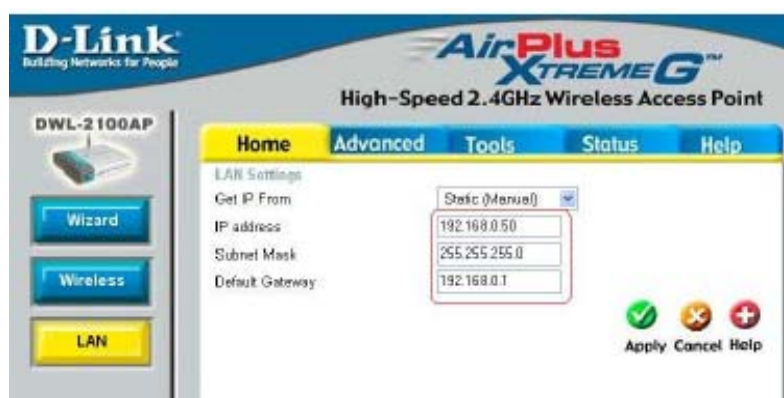 D-Link
Building Networks for People
AirPlus
XTREME G™
High-Speed 2.4GHz Wireless Access Point
DWL-2100AP
Home Advanced Tools Status Help
LAN Settings
Get IP From Static (Manual)
IP address 192.168.0.50
Subnet Mask 255.255.255.0
Default Gateway 192.168.0.1
Wizard
Wireless
LAN
Apply Cancel Help